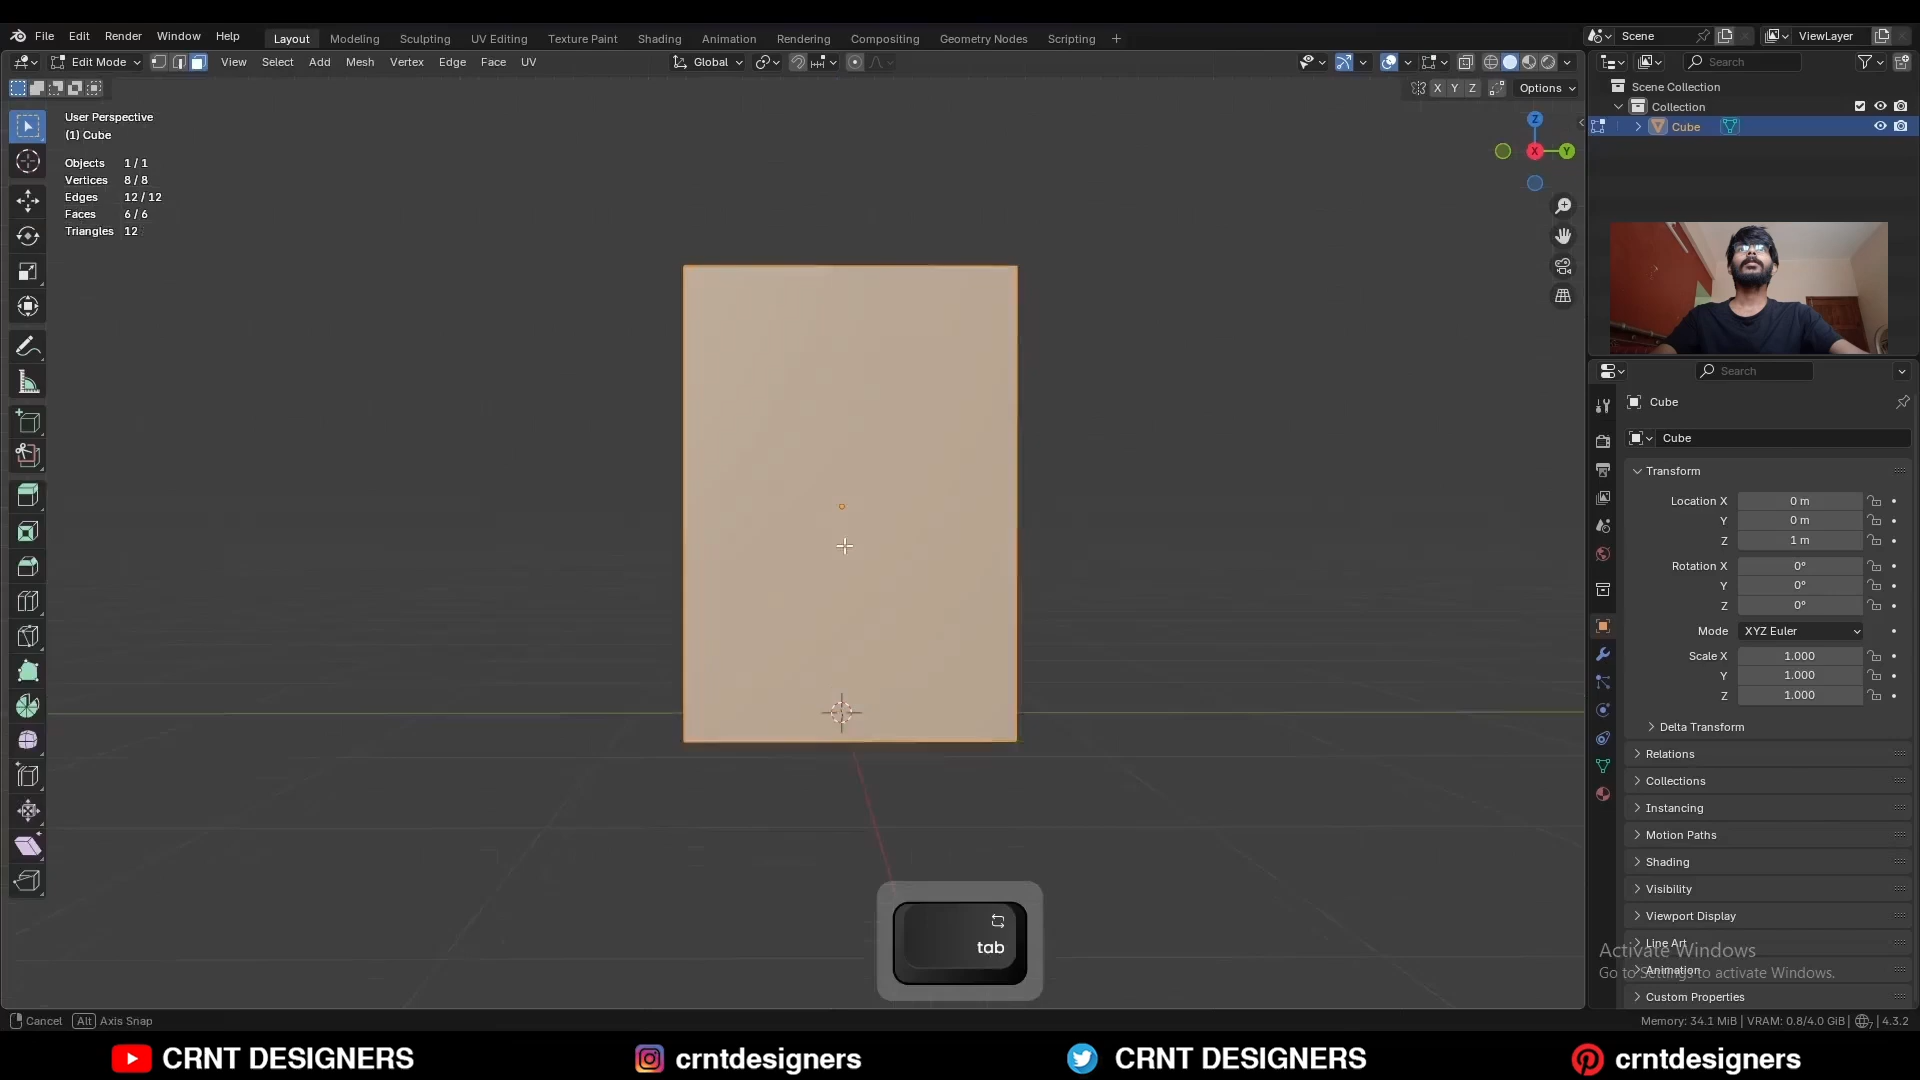 File Edit Render Window Help Layout Modeling Sculpting UV Editing Texture Paint Shading Animation Rendering Compositing Geometry Nodes Scripting Scene ViewLayer
Edit Mode View Select Add Mesh Vertex Edge Face UV Global Search
X Y Z Options
Scene Collection
Collection
Cube
User Perspective
(1) Cube
Objects 1 / 1
Vertices 8 / 8
Edges 12 / 12
Faces 6 / 6
Triangles 12
Z
X Y
Search
Cube
Cube
Transform
Location X 0 m
Y 0 m
Z 1 m
Rotation X 0°
Y 0°
Z 0°
Mode XYZ Euler
Scale X 1.000
Y 1.000
Z 1.000
Delta Transform
Relations
Collections
Instancing
Motion Paths
Shading
Visibility
Viewport Display
Line Art
Activate Windows
Animation
Go to Settings to activate Windows.
Custom Properties
tab
Cancel Alt Axis Snap
Memory: 34.1 MiB | VRAM: 0.8/4.0 GiB | 7 | 4.3.2
CRNT DESIGNERS crntdesigners CRNT DESIGNERS crntdesigners